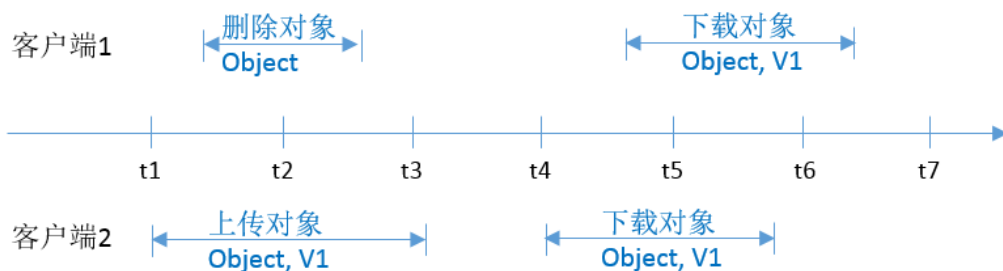 客户端1
删除对象
Object
下载对象
Object, V1
t1
t2
t3
t4
t5
t6
t7
客户端2
上传对象
Object, V1
下载对象
Object, V1